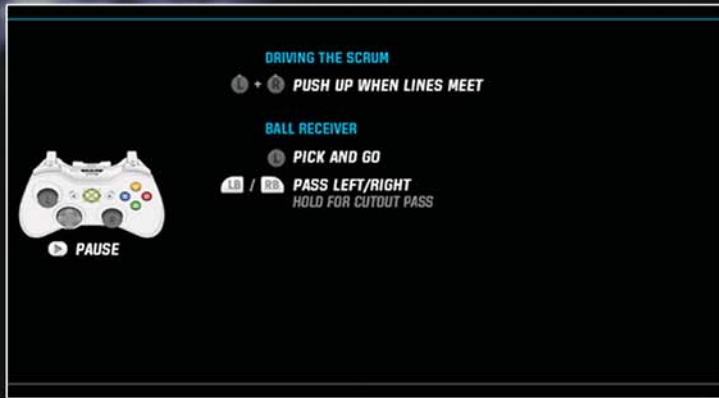 DRIVING THE SCRUM
L + R PUSH UP WHEN LINES MEET
BALL RECEIVER
L PICK AND GO
LB / RB PASS LEFT/RIGHT
HOLD FOR CUTOUT PASS
PAUSE